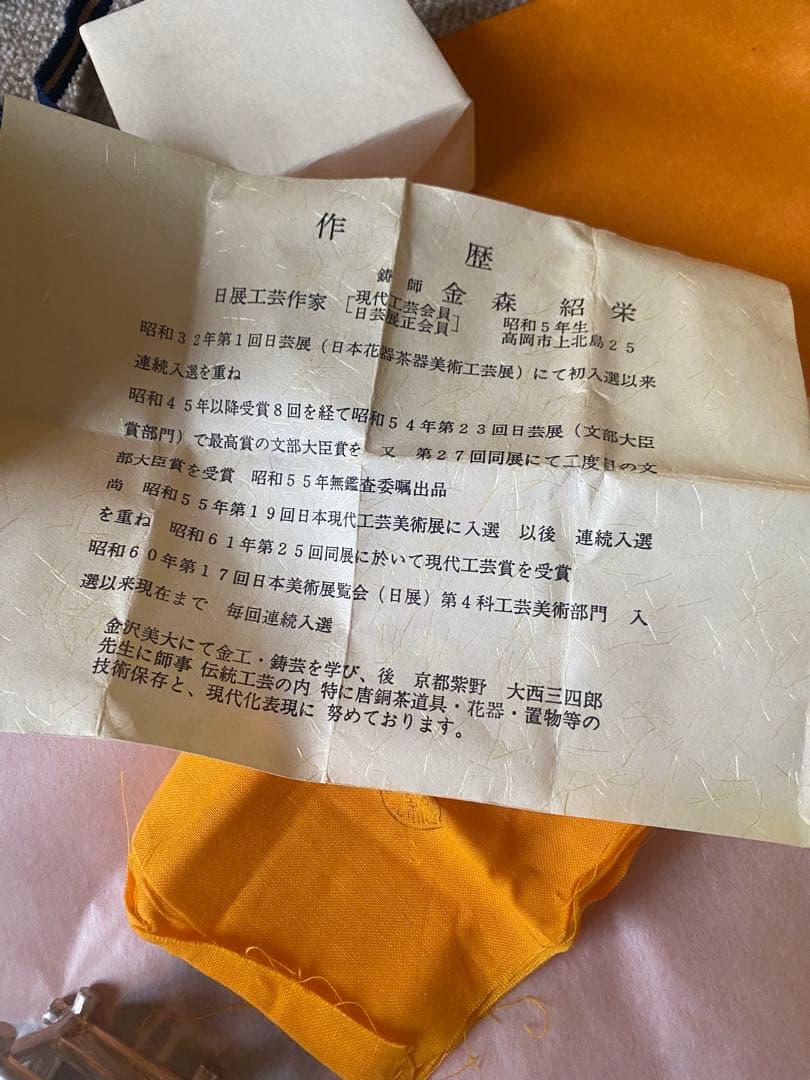 作歴
鋳師 金森紹栄
日展工芸作家 [現代工芸会員 日芸展正会員] 昭和5年生 高岡市上北島25
昭和32年第1回日芸展(日本花器茶器美術工芸展)にて初入選以来
連続入選を重ね
昭和45年以降受賞8回を経て昭和54年第23回日芸展(文部大臣
賞部門)で最高賞の文部大臣賞を 又 第27回同展にて二度目の文
部大臣賞を受賞 昭和55年無鑑査委嘱出品
尚 昭和55年第19回日本現代工芸美術展に入選 以後 連続入選
を重ね 昭和61年第25回同展に於いて現代工芸賞を受賞
昭和60年第17回日本美術展覧会(日展)第4科工芸美術部門 入
選以来現在まで 毎回連続入選
金沢美大にて金工・鋳芸を学び、後 京都紫野 大西三四郎
先生に師事 伝統工芸の内 特に唐銅茶道具・花器・置物等の
技術保存と、現代化表現に 努めております。